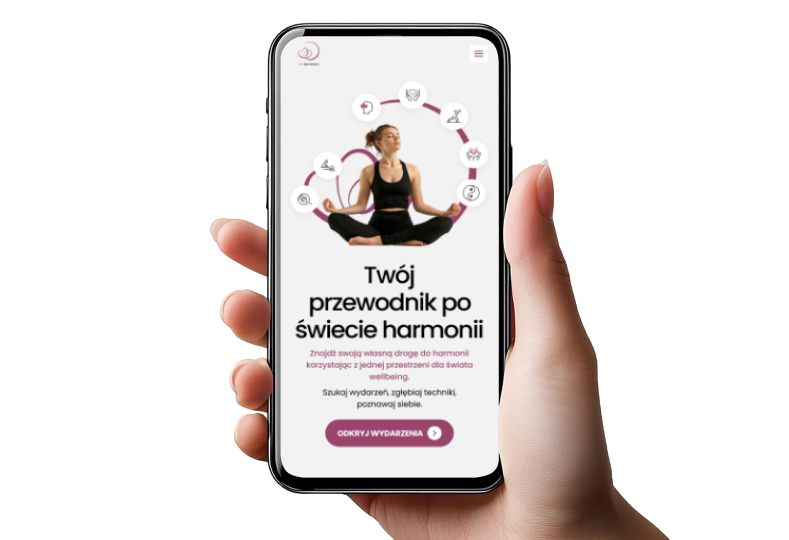 Twój
przewodnik po
świecie harmonii
Znajdź swoją własną drogę do harmonii
korzystając z jednej przestrzeni dla świata
wellbeing.
Szukaj wydarzeń, zgłębiaj techniki,
poznawaj siebie.
ODKRYJ WYDARZENIA